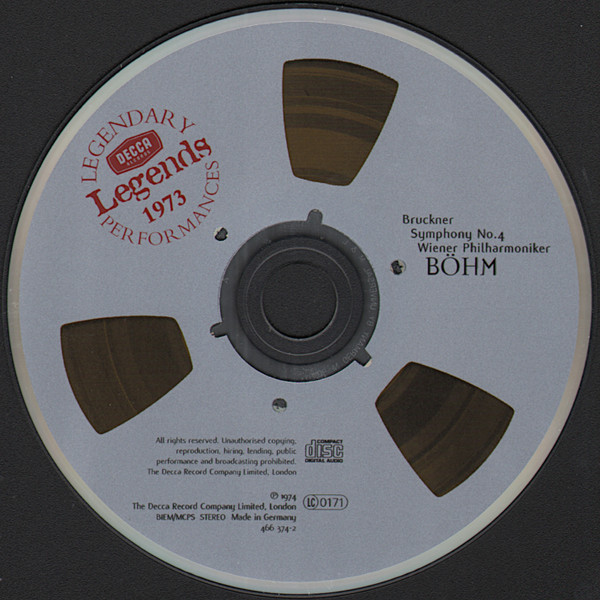 LEGENDARY
DECCA
RECORDS
Legends
1973
PERFORMANCES
Bruckner
Symphony No.4
Wiener Philharmoniker
BÖHM
All rights reserved. Unauthorised copying,
reproduction, hiring, lending, public
performance and broadcasting prohibited.
The Decca Record Company Limited, London
COMPACT
disc
DIGITAL AUDIO
℗ 1974
The Decca Record Company Limited, London
BIEM/MCPS STEREO Made in Germany
466 374-2
LC 0171